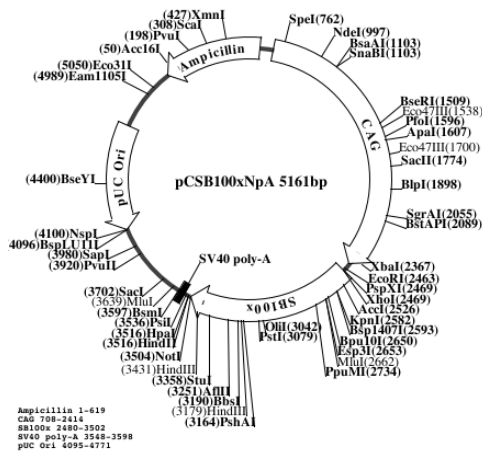 (427)XmnI
(308)ScaI
(198)PvuI
(50)Acc16I
(5050)Eco31I
(4989)Eam1105I
(4400)BseYI
(4100)NspI
4096)BspLU11I
(3980)SapI
(3920)PvuII
(3702)SacI
(3639)MluI
(3597)BsmI
(3536)PsiI
(3516)HpaI
(3516)HindII
(3504)NotI
(3431)HindIII
(3358)StuI
(3251)AflII
(3190)BbsI
(3179)HindIII
(3164)PshAI
SpeI(762)
NdeI(997)
BsaAI(1103)
SnaBI(1103)
BseRI(1509)
Eco47III(1538)
PfoI(1596)
ApaI(1607)
Eco47III(1700)
SacII(1774)
BlpI(1898)
SgrAI(2055)
BstAPI(2089)
XbaI(2367)
EcoRI(2463)
PspXI(2469)
XhoI(2469)
AccI(2526)
KpnI(2582)
Bsp1407I(2593)
Bpu10I(2650)
Esp3I(2653)
MluI(2662)
PpuMI(2734)
OliI(3042)
PstI(3079)
Ampicillin
CAG
pUC Ori
SB100x
SV40 poly-A
pCSB100xNpA 5161bp
Ampicillin 1-619
CAG 708-2414
SB100x 2480-3502
SV40 poly-A 3548-3598
pUC Ori 4095-4771